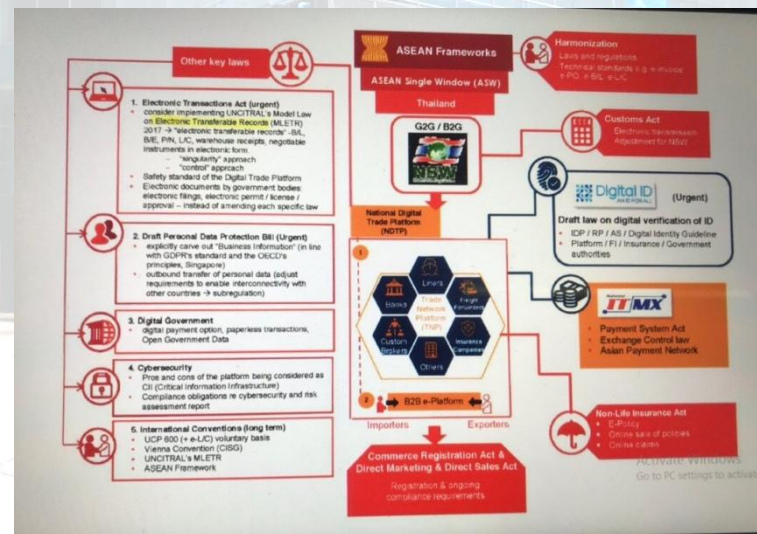 Other key laws
1. Electronic Transactions Act (urgent)
• consider implementing UNCITRAL's Model Law
on Electronic Transferable Records (MLETR)
2017 → "electronic transferable records" -B/L,
B/E, P/N, L/C, warehouse receipts, negotiable
instruments in electronic form.
- "singularity" approach
- "control" approach
• Safety standard of the Digital Trade Platform
• Electronic documents by government bodies:
electronic filings, electronic permit / license /
approval – instead of amending each specific law
2. Draft Personal Data Protection Bill (Urgent)
• explicitly carve out "Business Information" (in line
with GDPR's standard and the OECD's
principles, Singapore)
• outbound transfer of personal data (adjust
requirements to enable interconnectivity with
other countries → subregulation)
3. Digital Government
• digital payment option, paperless transactions,
Open Government Data
4. Cybersecurity
• Pros and cons of the platform being considered as
CII (Critical Information Infrastructure)
• Compliance obligations re cybersecurity and risk
assessment report
5. International Conventions (long term)
• UCP 600 (+ e-L/C) voluntary basis
• Vienna Convention (CISG)
• UNCITRAL's MLETR
• ASEAN Framework
ASEAN Frameworks
ASEAN Single Window (ASW)
Thailand
G2G / B2G
NSW
National Digital
Trade Platform
(NDTP)
1
Liners
Banks
Freight
Forwarders
Trade
Network
Platform
(TNP)
Custom
Brokers
Insurance
Companies
Others
2
B2B e-Platform
Importers
Exporters
Commerce Registration Act &
Direct Marketing & Direct Sales Act
Registration & ongoing
compliance requirements
Harmonization
Laws and regulations
Technical standards e.g. e-invoice
e-PO, e-B/L, e-L/C
Customs Act
Electronic transmission
Adjustment for NSW
Digital ID
(Urgent)
Draft law on digital verification of ID
• IDP / RP / AS / Digital Identity Guideline
• Platform / FI / Insurance / Government
authorities
ITMX
• Payment System Act
• Exchange Control law
• Asian Payment Network
Non-Life Insurance Act
• E-Policy
• Online sale of policies
• Online claims
Activate Windows
Go to PC settings to activate